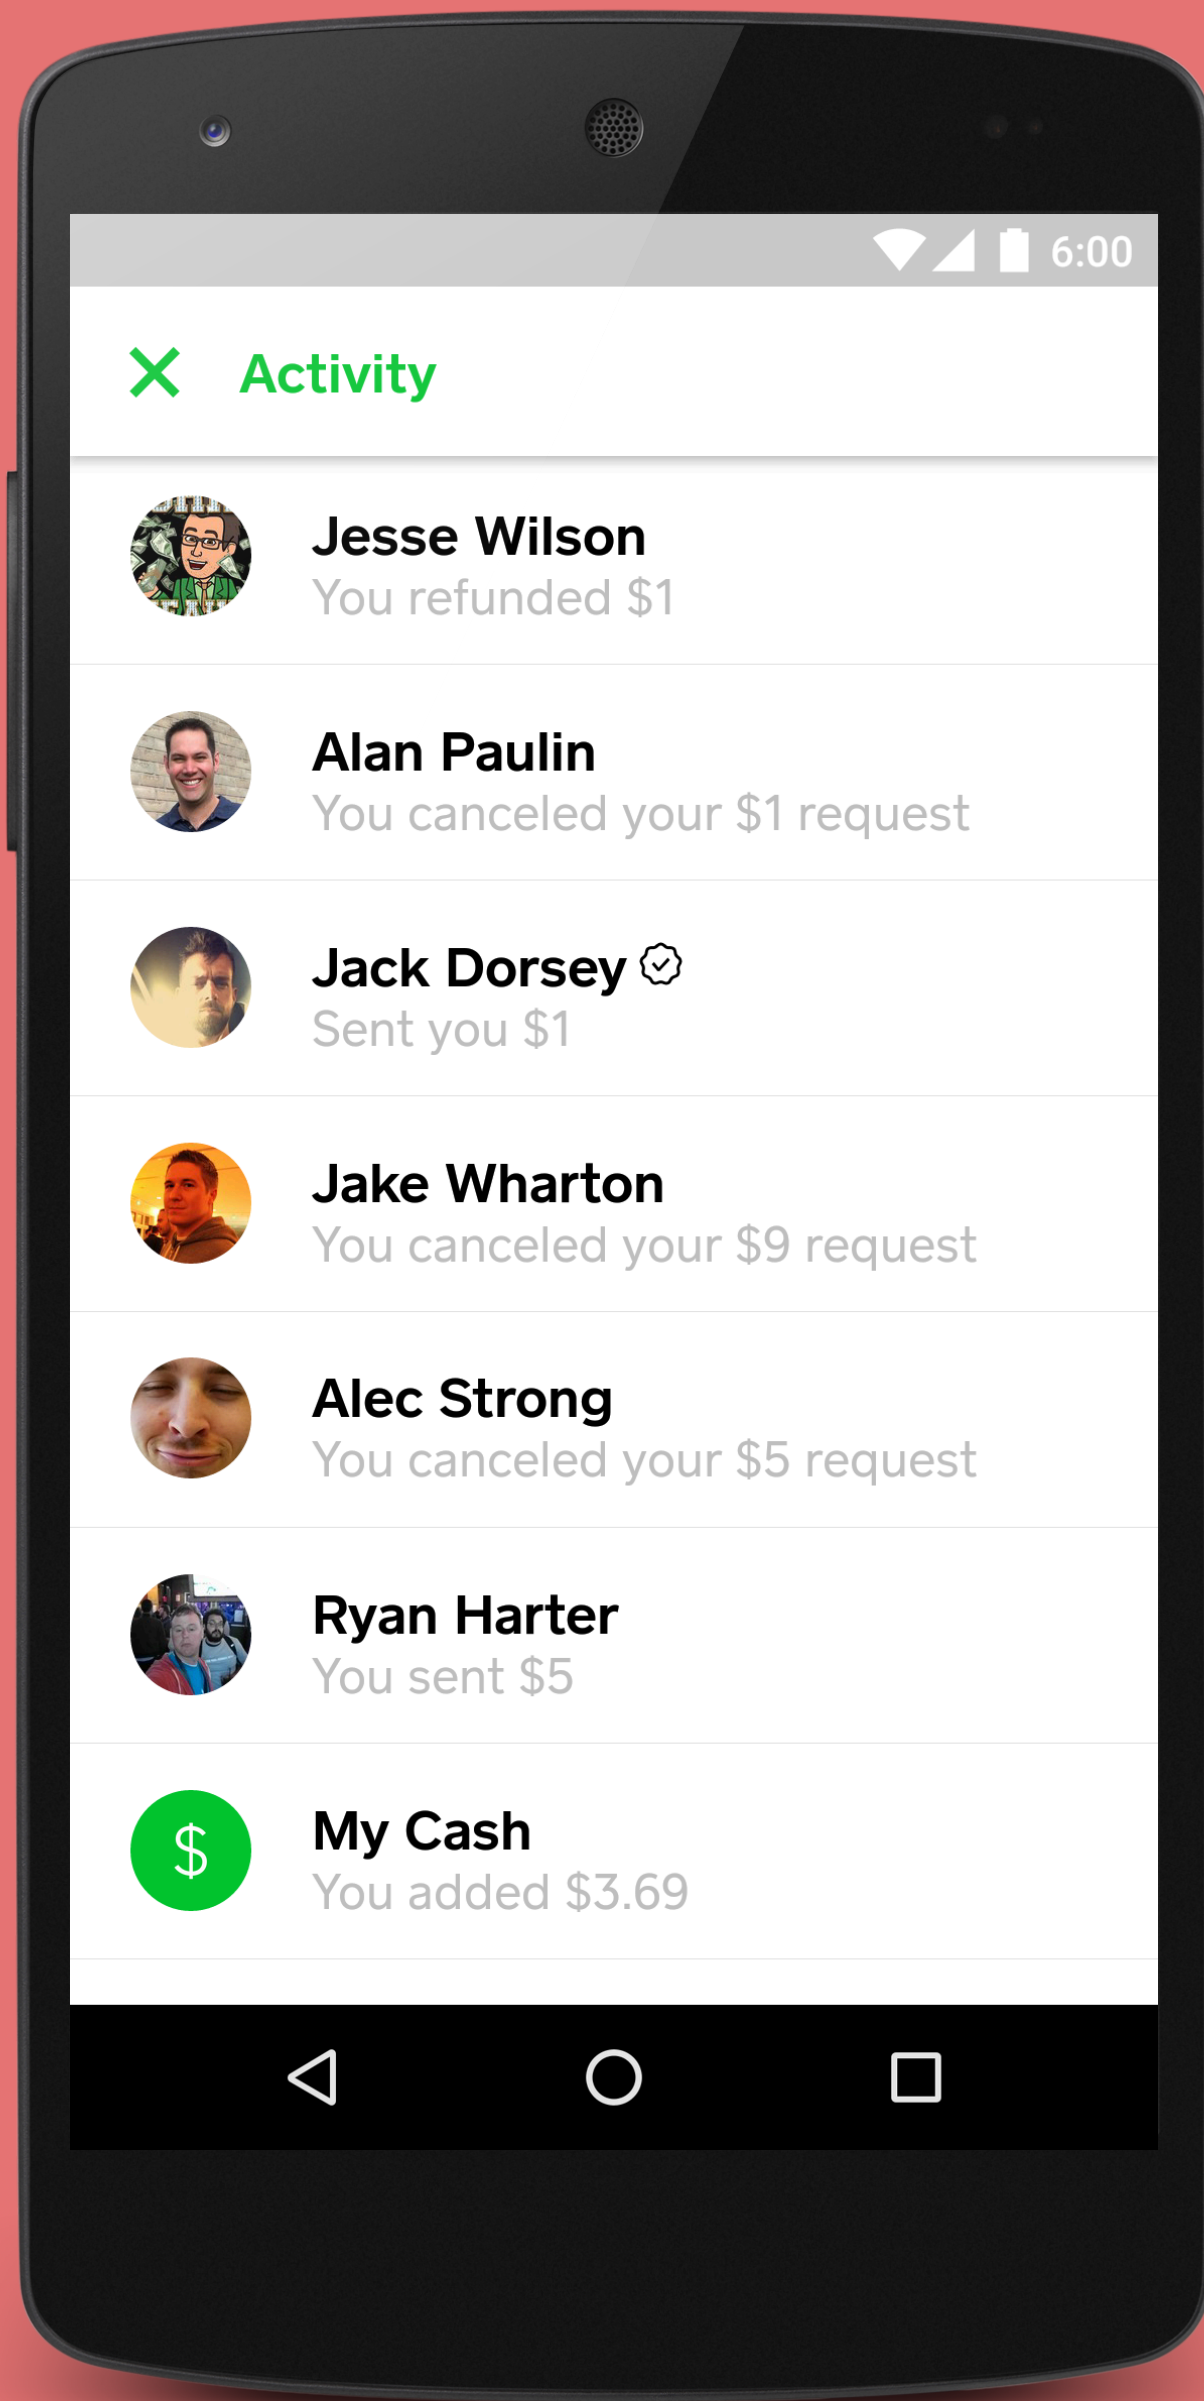 6:00
Activity
Jesse Wilson
You refunded $1
Alan Paulin
You canceled your $1 request
Jack Dorsey
Sent you $1
Jake Wharton
You canceled your $9 request
Alec Strong
You canceled your $5 request
Ryan Harter
You sent $5
$
My Cash
You added $3.69